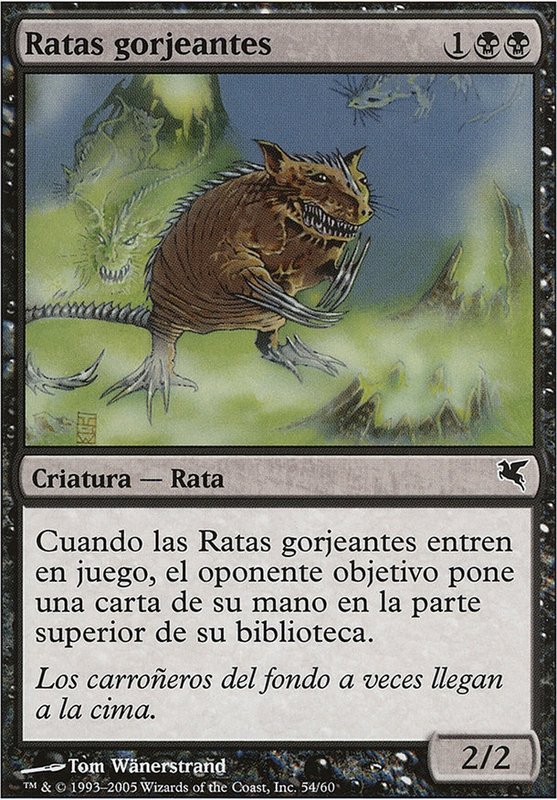 Ratas gorjeantes 1
Criatura — Rata
Cuando las Ratas gorjeantes entren
en juego, el oponente objetivo pone
una carta de su mano en la parte
superior de su biblioteca.
Los carroñeros del fondo a veces llegan
a la cima.
2/2
Tom Wänerstrand
™ & © 1993–2005 Wizards of the Coast, Inc. 54/60